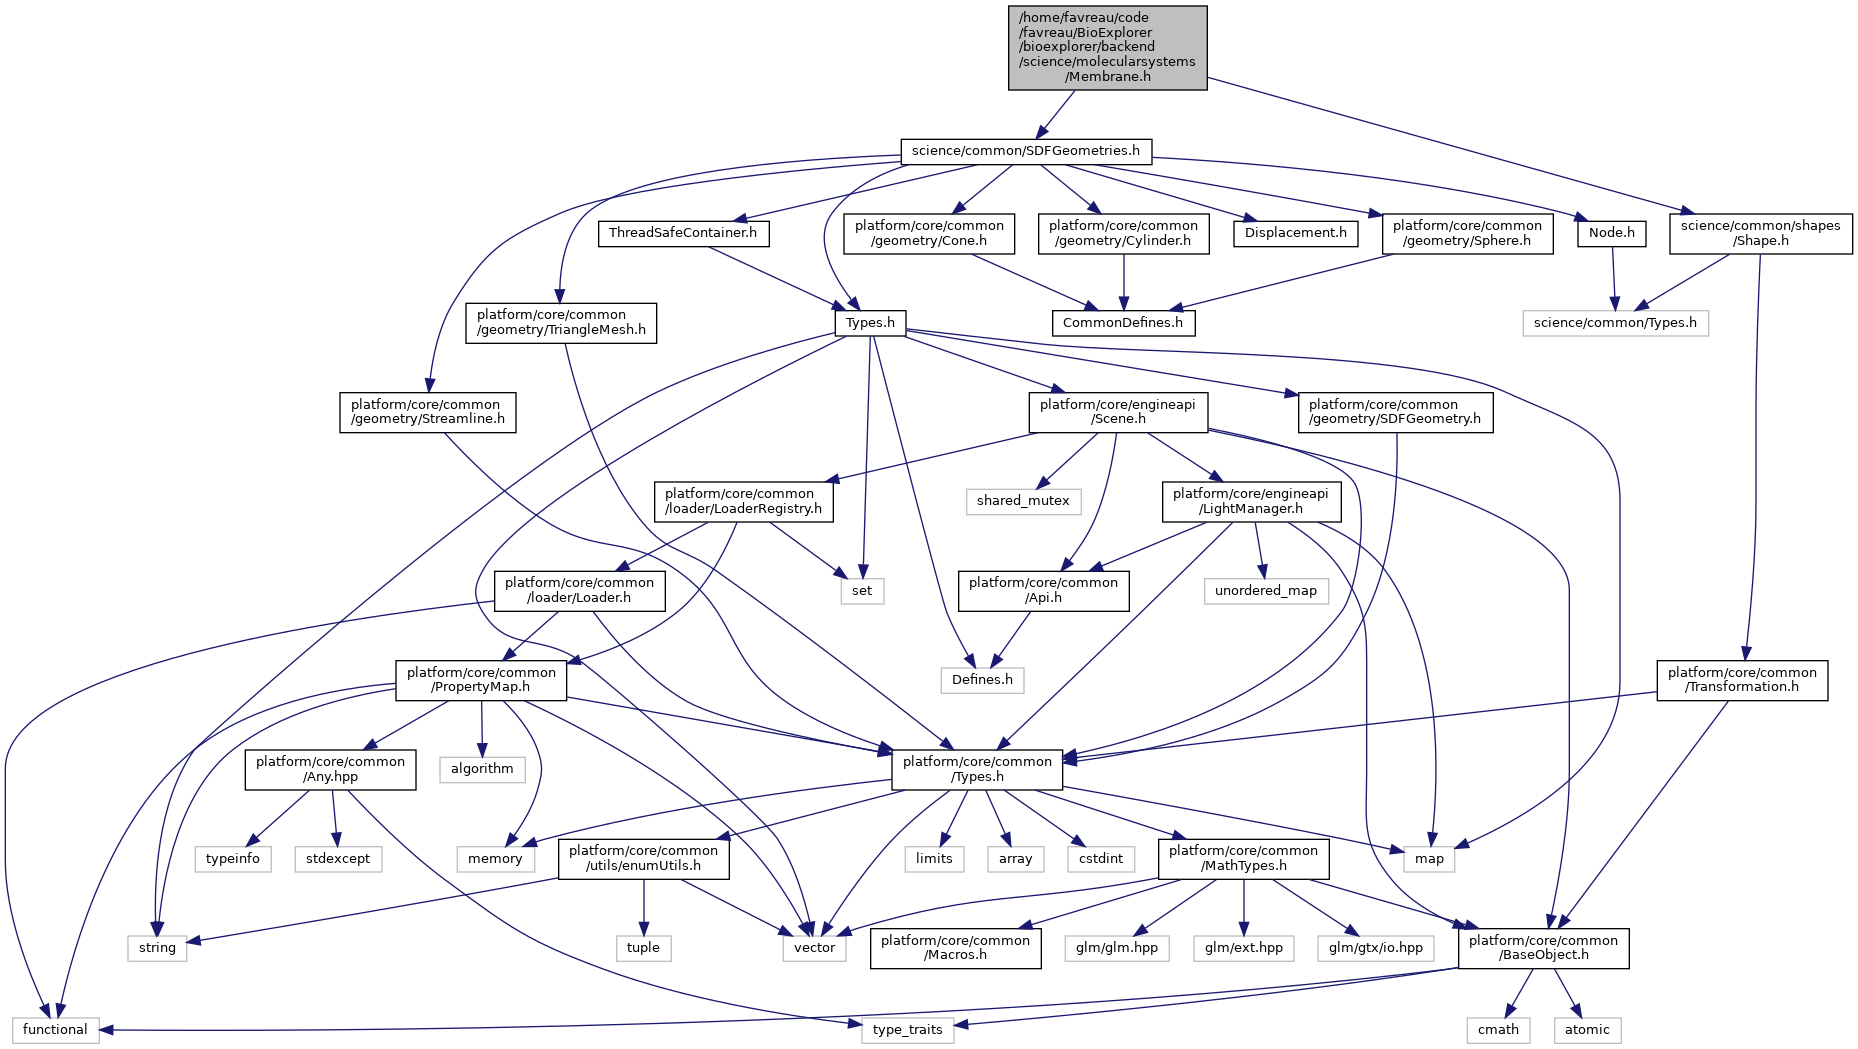 /home/favreau/code
/favreau/BioExplorer
/bioexplorer/backend
/science/molecularsystems
/Membrane.h
science/common/SDFGeometries.h
ThreadSafeContainer.h
platform/core/common
/geometry/Cone.h
platform/core/common
/geometry/Cylinder.h
Displacement.h
platform/core/common
/geometry/Sphere.h
Node.h
science/common/shapes
/Shape.h
platform/core/common
/geometry/TriangleMesh.h
Types.h
CommonDefines.h
science/common/Types.h
platform/core/common
/geometry/Streamline.h
platform/core/engineapi
/Scene.h
platform/core/common
/geometry/SDFGeometry.h
platform/core/common
/loader/LoaderRegistry.h
shared_mutex
platform/core/engineapi
/LightManager.h
platform/core/common
/loader/Loader.h
set
platform/core/common
/Api.h
unordered_map
platform/core/common
/PropertyMap.h
Defines.h
platform/core/common
/Transformation.h
platform/core/common
/Any.hpp
algorithm
platform/core/common
/Types.h
typeinfo
stdexcept
memory
platform/core/common
/utils/enumUtils.h
limits
array
cstdint
platform/core/common
/MathTypes.h
map
string
tuple
vector
platform/core/common
/Macros.h
glm/glm.hpp
glm/ext.hpp
glm/gtx/io.hpp
platform/core/common
/BaseObject.h
functional
type_traits
cmath
atomic